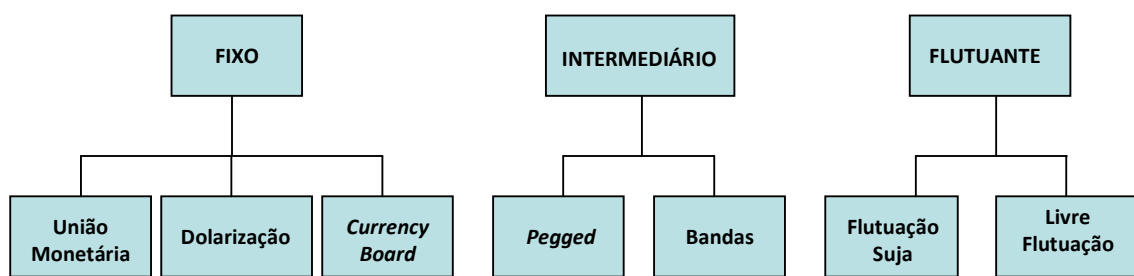 FIXO
INTERMEDIÁRIO
FLUTUANTE
União
Monetária
Dolarização
Currency
Board
Pegged
Bandas
Flutuação
Suja
Livre
Flutuação